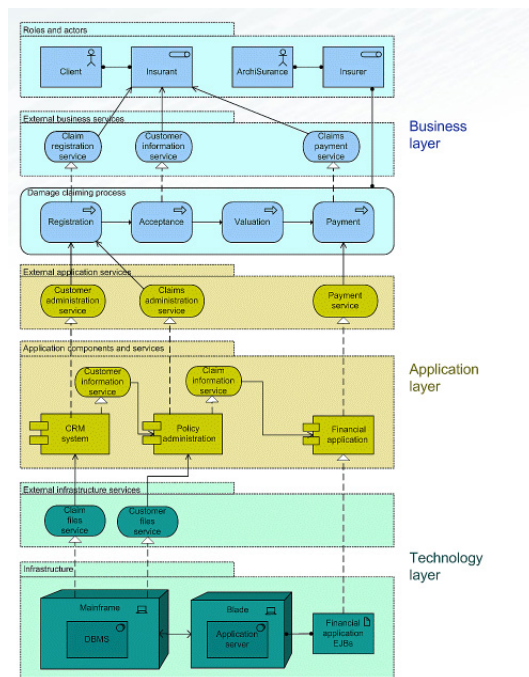 Roles and actors
Client
Insurant
ArchiSurance
Insurer
External business services
Claim
registration
service
Customer
information
service
Claims
payment
service
Business
layer
Damage claiming process
Registration
Acceptance
Valuation
Payment
External application services
Customer
administration
service
Claims
administration
service
Payment
service
Application components and services
Customer
information
service
Claim
information
service
Application
layer
CRM
system
Policy
administration
Financial
application
External infrastructure services
Claim
files
service
Customer
files
service
Technology
layer
Infrastructure
Mainframe
DBMS
Blade
Application
server
Financial
application
EJBs